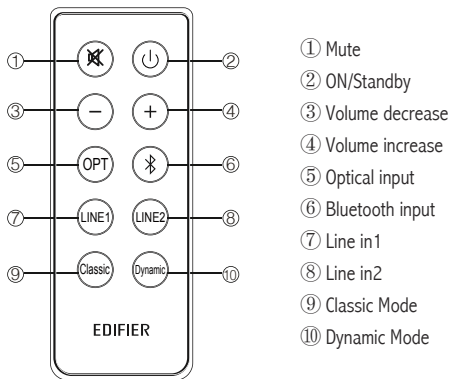 ① ② ① Mute
② ON/Standby
③ − + ④ ③ Volume decrease
④ Volume increase
⑤ OPT ⑥ ⑤ Optical input
⑥ Bluetooth input
⑦ LINE1 LINE2 ⑧ ⑦ Line in1
⑧ Line in2
⑨ Classic Dynamic ⑩ ⑨ Classic Mode
⑩ Dynamic Mode
EDIFIER